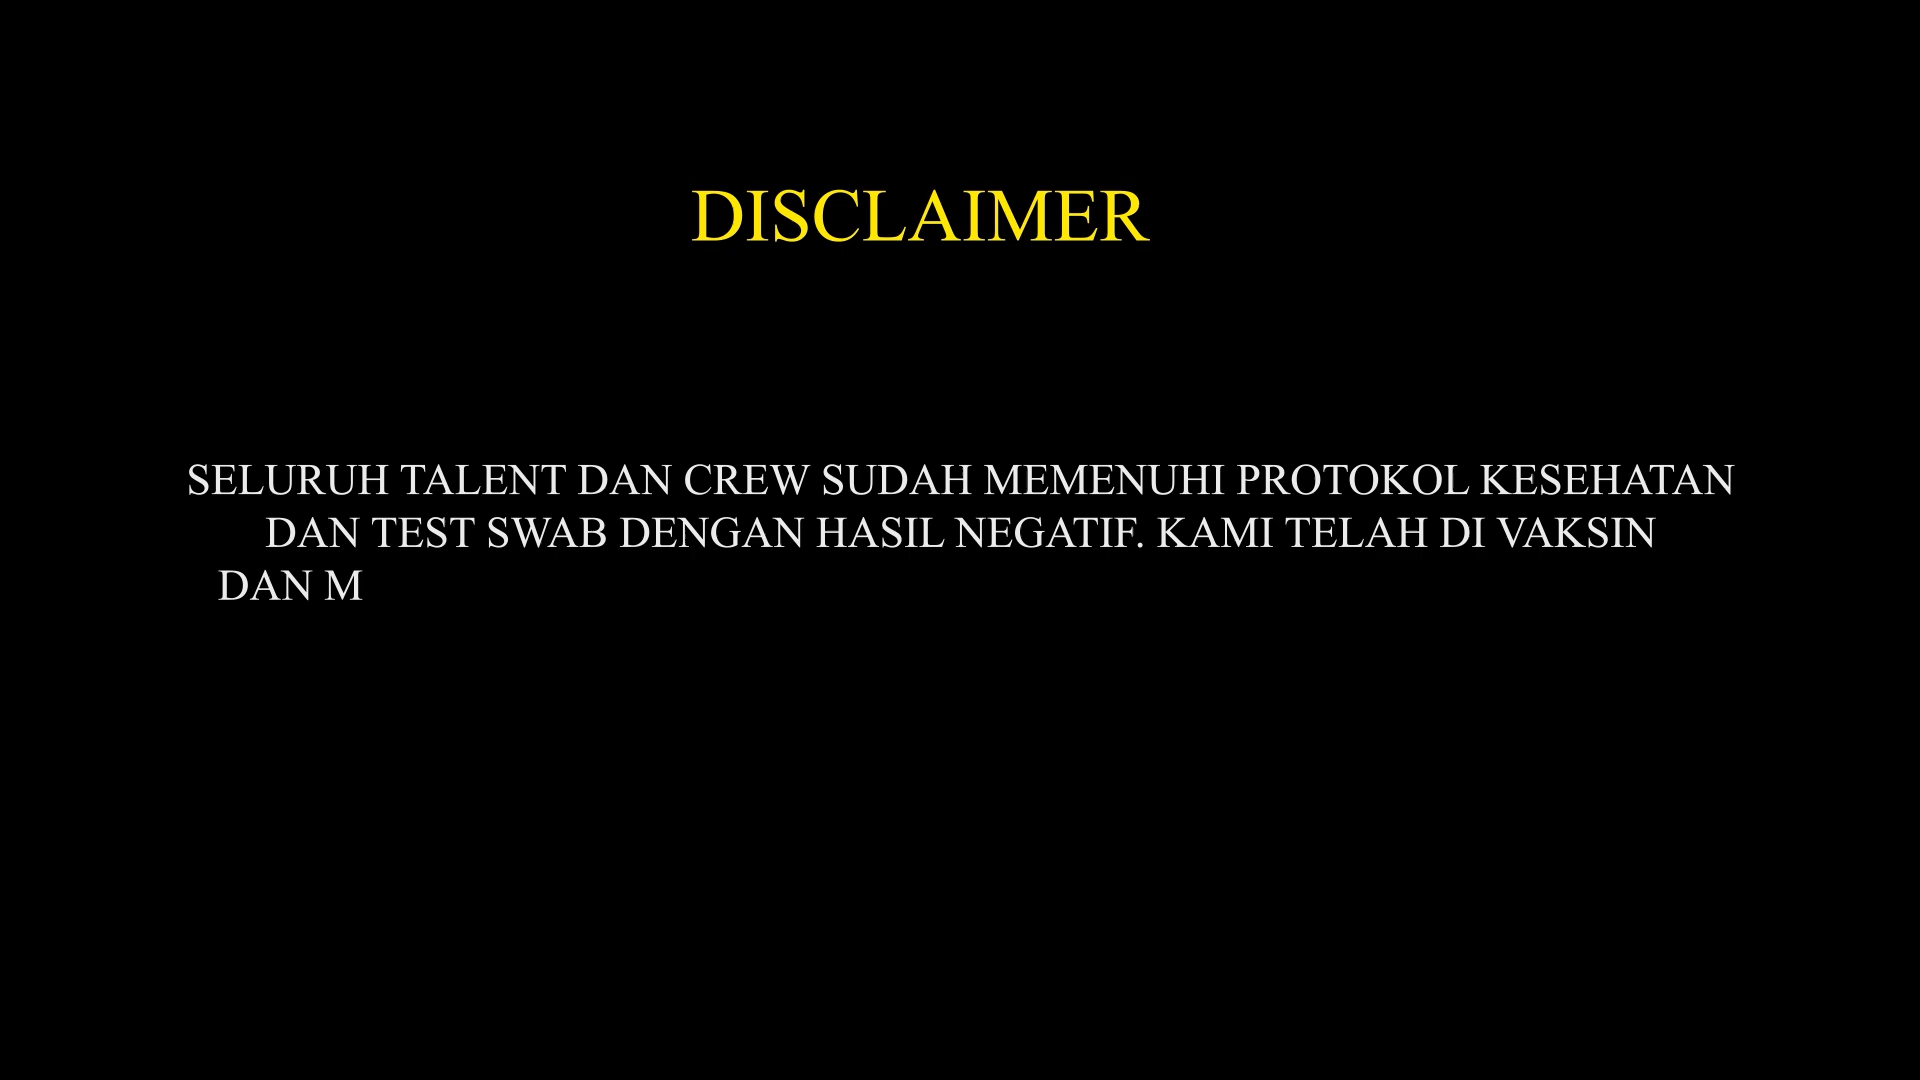 DISCLAIMER
SELURUH TALENT DAN CREW SUDAH MEMENUHI PROTOKOL KESEHATAN
DAN TEST SWAB DENGAN HASIL NEGATIF. KAMI TELAH DI VAKSIN
DAN M